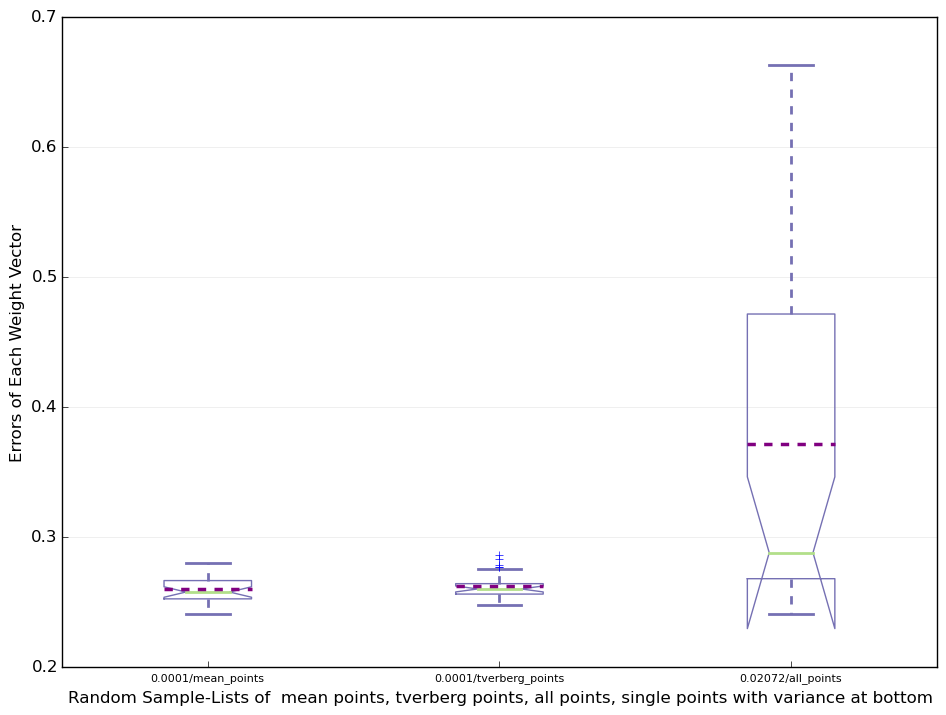 0.7
0.6
0.5
0.4
0.3
0.2
Errors of Each Weight Vector
0.0001/mean_points 0.0001/tverberg_points 0.02072/all_points
Random Sample-Lists of  mean points, tverberg points, all points, single points with variance at bottom